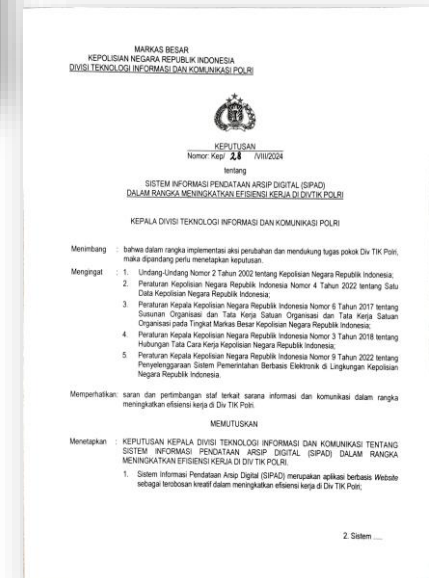 MARKAS BESAR
KEPOLISIAN NEGARA REPUBLIK INDONESIA
DIVISI TEKNOLOGI INFORMASI DAN KOMUNIKASI POLRI
KEPUTUSAN
Nomor: Kep/ 28 /VIII/2024
tentang
SISTEM INFORMASI PENDATAAN ARSIP DIGITAL (SIPAD)
DALAM RANGKA MENINGKATKAN EFISIENSI KERJA DI DIVTIK POLRI
KEPALA DIVISI TEKNOLOGI INFORMASI DAN KOMUNIKASI POLRI
Menimbang : bahwa dalam rangka implementasi aksi perubahan dan mendukung tugas pokok Div TIK Polri,
maka dipandang perlu menetapkan keputusan.
Mengingat : 1. Undang-Undang Nomor 2 Tahun 2002 tentang Kepolisian Negara Republik Indonesia;
2. Peraturan Kepolisian Negara Republik Indonesia Nomor 4 Tahun 2022 tentang Satu
Data Kepolisian Negara Republik Indonesia;
3. Peraturan Kepala Kepolisian Negara Republik Indonesia Nomor 6 Tahun 2017 tentang
Susunan Organisasi dan Tata Kerja Satuan Organisasi dan Tata Kerja Satuan
Organisasi pada Tingkat Markas Besar Kepolisian Negara Republik Indonesia;
4. Peraturan Kepala Kepolisian Negara Republik Indonesia Nomor 3 Tahun 2018 tentang
Hubungan Tata Cara Kerja Kepolisian Negara Republik Indonesia;
5. Peraturan Kepala Kepolisian Negara Republik Indonesia Nomor 9 Tahun 2022 tentang
Penyelenggaraan Sistem Pemerintahan Berbasis Elektronik di Lingkungan Kepolisian
Negara Republik Indonesia.
Memperhatikan: saran dan pertimbangan staf terkait sarana informasi dan komunikasi dalam rangka
meningkatkan efisiensi kerja di Div TIK Polri.
MEMUTUSKAN
Menetapkan : KEPUTUSAN KEPALA DIVISI TEKNOLOGI INFORMASI DAN KOMUNIKASI TENTANG
SISTEM INFORMASI PENDATAAN ARSIP DIGITAL (SIPAD) DALAM RANGKA
MENINGKATKAN EFISIENSI KERJA DI DIV TIK POLRI.
1. Sistem Informasi Pendataan Arsip Digital (SIPAD) merupakan aplikasi berbasis Website
sebagai terobosan kreatif dalam meningkatkan efisiensi kerja di Div TIK Polri;
2. Sistem ....